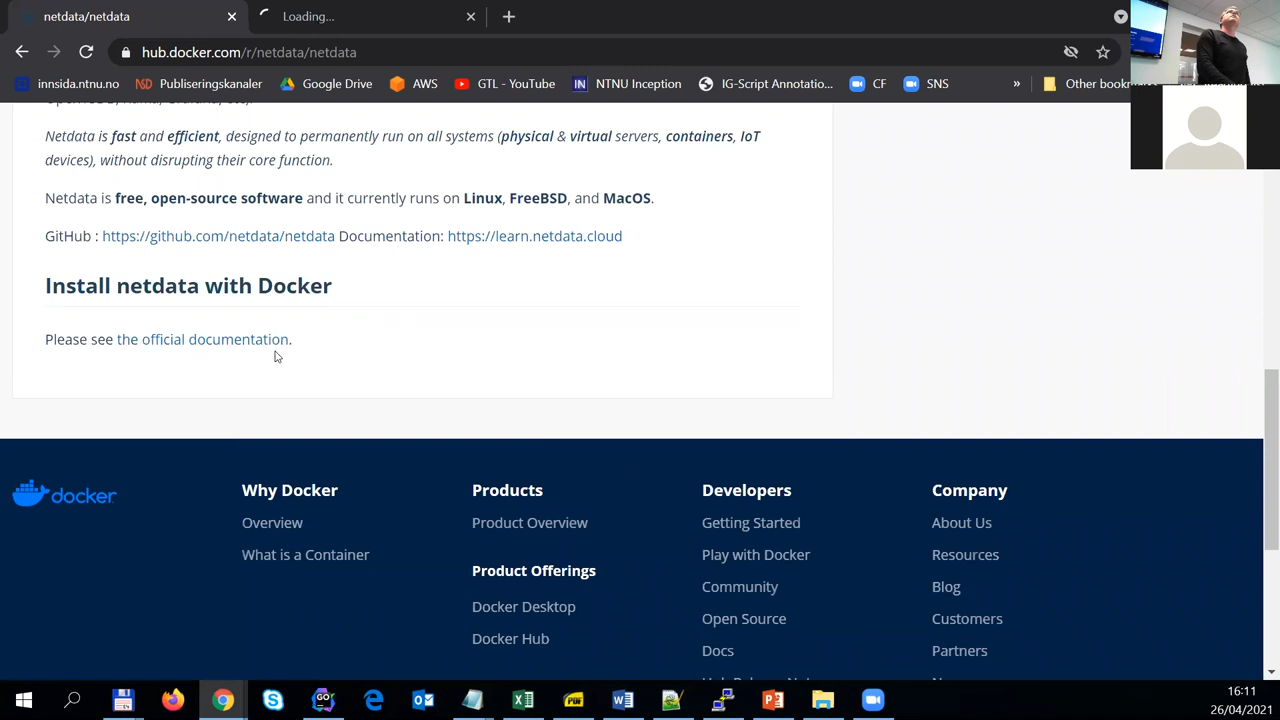 netdata/netdata
Loading...
hub.docker.com/r/netdata/netdata
innsida.ntnu.no
Publiseringskanaler
Google Drive
AWS
- YouTube
NTNU Inception
IG-Script Annotatio...
CF
SNS
»
Netdata is fast and efficient, designed to permanently run on all systems (physical & virtual servers, containers, IoT
devices), without disrupting their core function.
Netdata is free, open-source software and it currently runs on Linux, FreeBSD, and MacOS.
GitHub : https://github.com/netdata/netdata Documentation: https://learn.netdata.cloud
Install netdata with Docker
Please see the official documentation.
docker
Why Docker
Overview
What is a Container
Products
Product Overview
Product Offerings
Docker Desktop
Docker Hub
Developers
Getting Started
Play with Docker
Community
Open Source
Docs
Company
About Us
Resources
Blog
Customers
Partners
16:11
26/04/2021